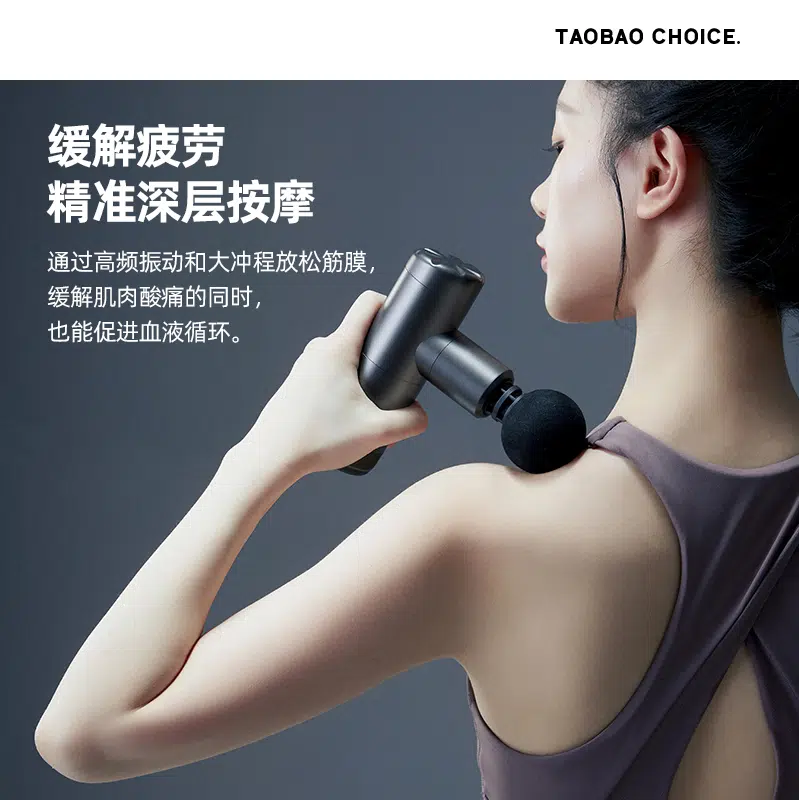 TAOBAO CHOICE.
缓解疲劳
精准深层按摩
通过高频振动和大冲程放松筋膜，
缓解肌肉酸痛的同时，
也能促进血液循环。